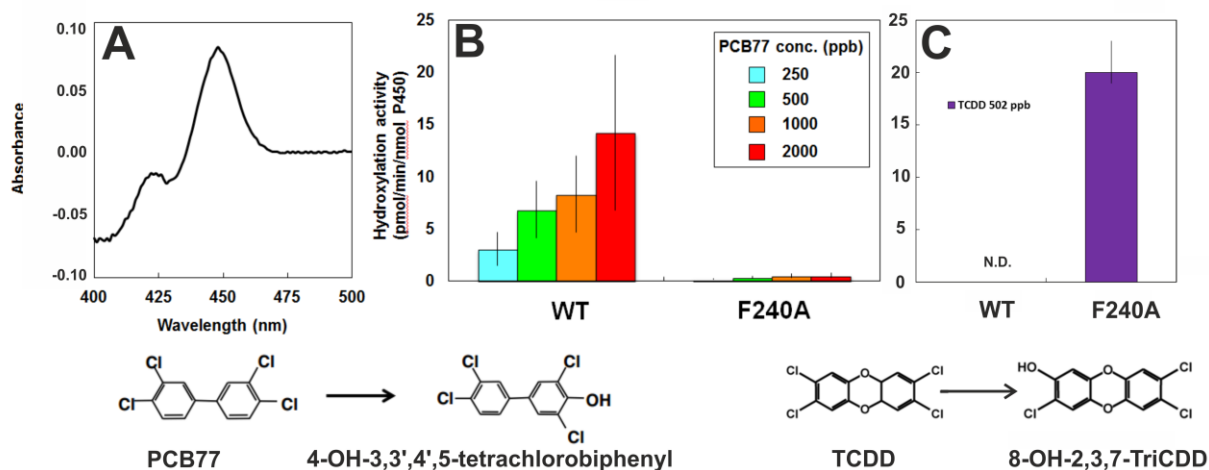 A
0.10
0.05
0.00
-0.05
-0.10
Absorbance
400
425
450
475
500
Wavelength (nm)
B
25
20
15
10
5
0
Hydroxylation activity
(pmol/min/nmol P450)
PCB77 conc. (ppb)
250
500
1000
2000
WT
F240A
C
25
20
15
10
5
0
TCDD 502 ppb
N.D.
WT
F240A
Cl
Cl
Cl
Cl
PCB77
Cl
Cl
Cl
OH
Cl
4-OH-3,3',4',5-tetrachlorobiphenyl
Cl
O
Cl
Cl
O
Cl
TCDD
HO
O
Cl
Cl
O
Cl
8-OH-2,3,7-TriCDD